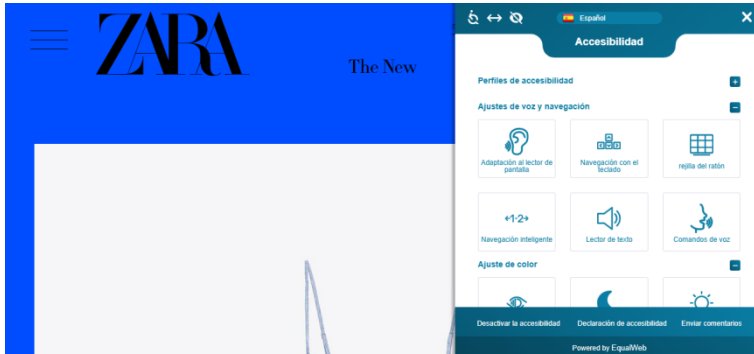 ZARA
The New
Español
Accesibilidad
Perfiles de accesibilidad
Ajustes de voz y navegación
Adaptación al lector de
pantalla
Navegación con el
teclado
rejilla del ratón
←1-2→
Navegación inteligente
Lector de texto
Comandos de voz
Ajuste de color
Desactivar la accesibilidad
Declaración de accesibilidad
Enviar comentarios
Powered by EqualWeb